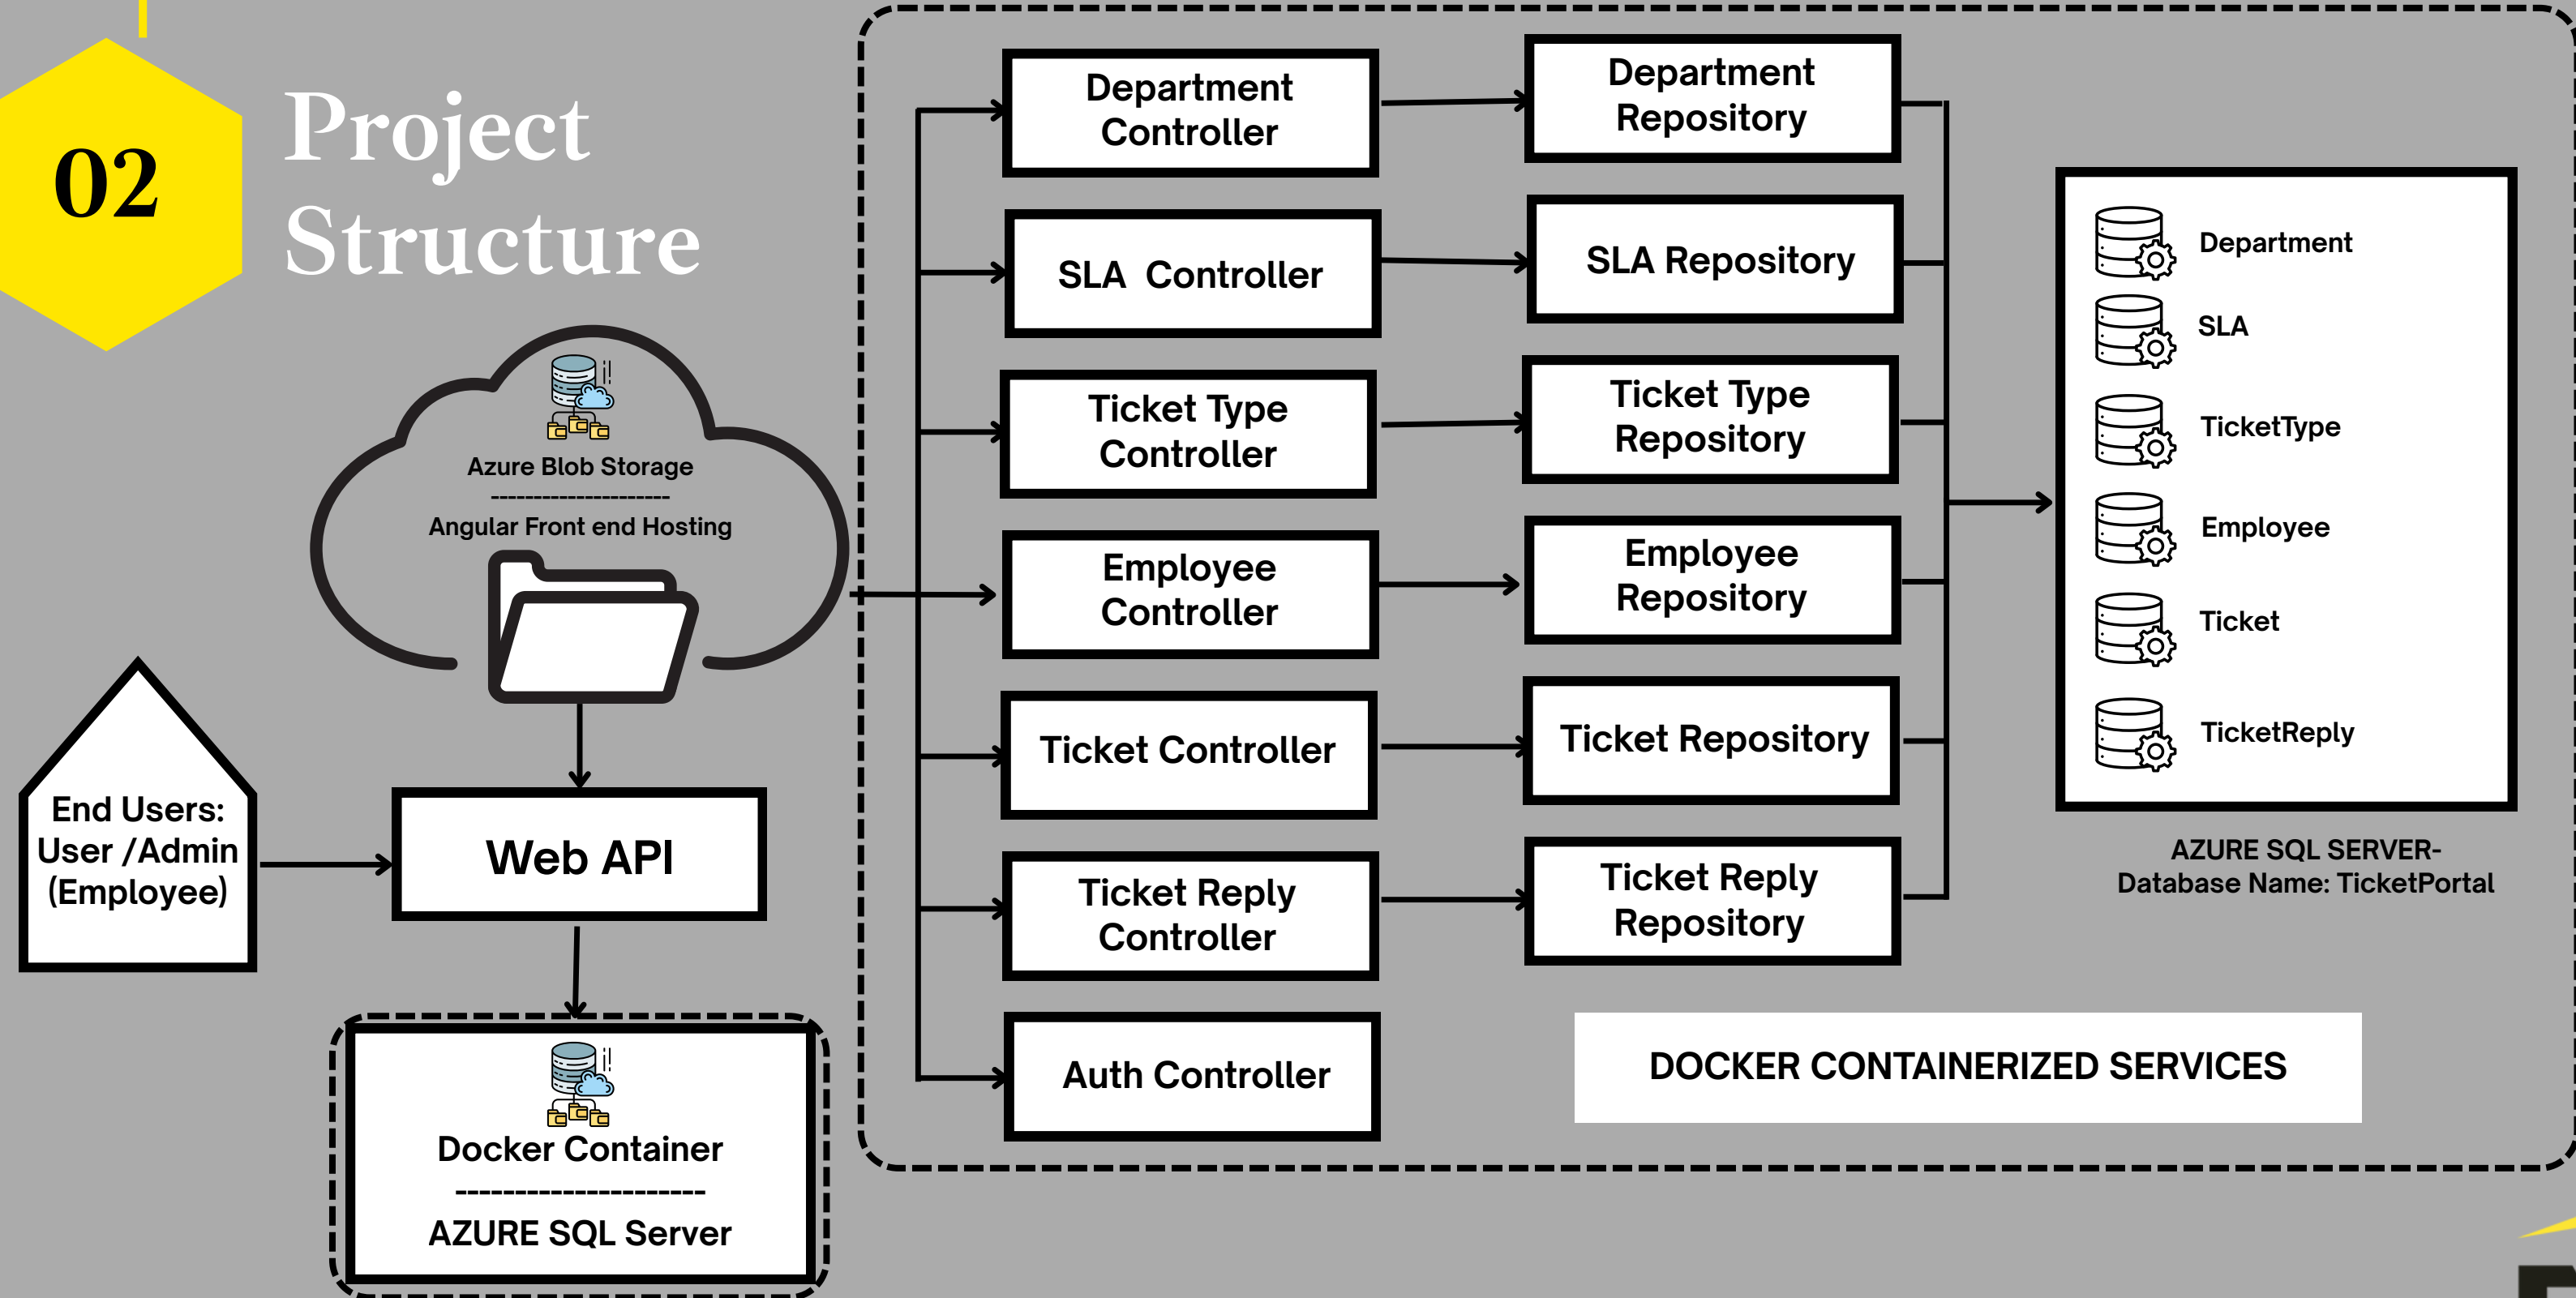 02
Project
Structure
Azure Blob Storage
---------------------
Angular Front end Hosting
End Users:
User /Admin
(Employee)
Web API
Docker Container
---------------------
AZURE SQL Server
Department
Controller
SLA  Controller
Ticket Type
Controller
Employee
Controller
Ticket Controller
Ticket Reply
Controller
Auth Controller
Department
Repository
SLA Repository
Ticket Type
Repository
Employee
Repository
Ticket Repository
Ticket Reply
Repository
Department
SLA
TicketType
Employee
Ticket
TicketReply
AZURE SQL SERVER-
Database Name: TicketPortal
DOCKER CONTAINERIZED SERVICES